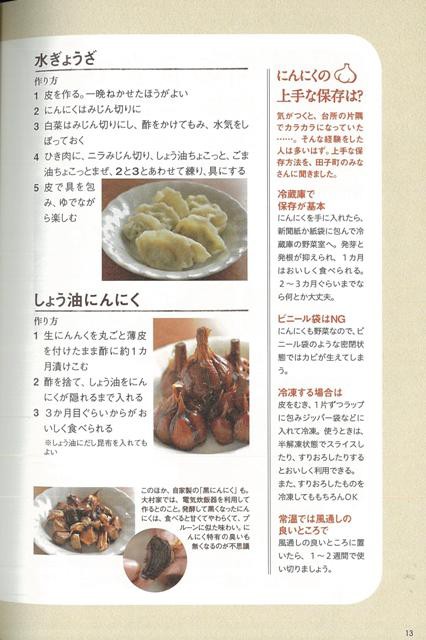 水ぎょうざ
作り方
1 皮を作る。一晩ねかせたほうがよい
2 にんにくはみじん切りに
3 白菜はみじん切りにし、酢をかけてもみ、水気をし
ぼっておく
4 ひき肉に、ニラみじん切り、しょう油ちょこっと、ごま
油ちょこっとまぜ、2と3とあわせて練り、具にする
5 皮で具を包
み、ゆでなが
ら楽しむ
しょう油にんにく
作り方
1 生にんんくを丸ごと薄皮
を付けたまま酢に約1カ
月漬けこむ
2 酢を捨て、しょう油をにん
にくが隠れるまで入れる
3 3か月目ぐらいからがお
いしく食べられる
※しょう油にだし昆布を入れても
よい
このほか、自家製の「黒にんにく」も。
大村家では、電気炊飯器を利用して
作るとのこと。発酵して黒くなったにん
にくは、食べると甘くてやわらくて、プ
ルーンに似た味わい。に
んにく特有の臭いも
無くなるのが不思議
にんにくの
上手な保存は?
気がつくと、台所の片隅
でカラカラになっていた
……。そんな経験をした
人は多いはず。上手な保
存方法を、田子町のみな
さんに聞きました。
冷蔵庫で
保存が基本
にんにくを手に入れたら、
新聞紙か紙袋に包んで冷
蔵庫の野菜室へ。発芽と
発根が抑えられ、1カ月
はおいしく食べられる。
2~3カ月ぐらいまでな
ら何とか大丈夫。
ビニール袋はNG
にんにくも野菜なので、ビ
ニール袋のような密閉状
態ではカビが生えてしま
う。
冷凍する場合は
皮をむき、1片ずつラップ
に包みジッパー袋などに
入れて冷凍。使うときは、
半解凍状態でスライスし
たり、すりおろしたりする
とおいしく利用できる。
また、すりおろしたものを
冷凍してももちろんOK
常温では風通しの
良いところで
風通しの良いところに置
いたら、1~2週間で使
い切りましょう。
13